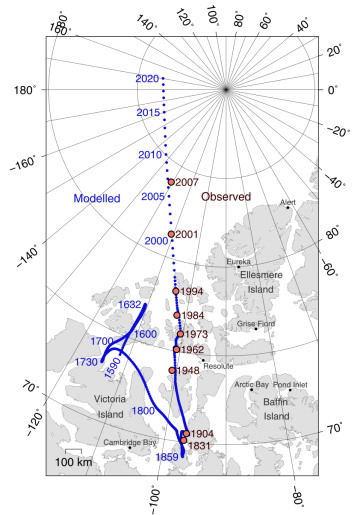 180° 160° 140° 120° 100° 80° 60° 40° 20°
180°
0°
−20°
−160°
−40°
−140°
−60°
−80°
70°
−120°
70°
−100°
−80°
2020
2015
2010
2007
2005
Modelled
Observed
2001
2000
Alert
Eureka
Ellesmere
Island
1994
1632
1984
Grise Fiord
1973
1600
1700
1962
1730
1590
Resolute
1948
Arctic Bay
Pond Inlet
Victoria
Island
1800
Baffin
Island
1904
1831
Cambridge Bay
1859
100 km